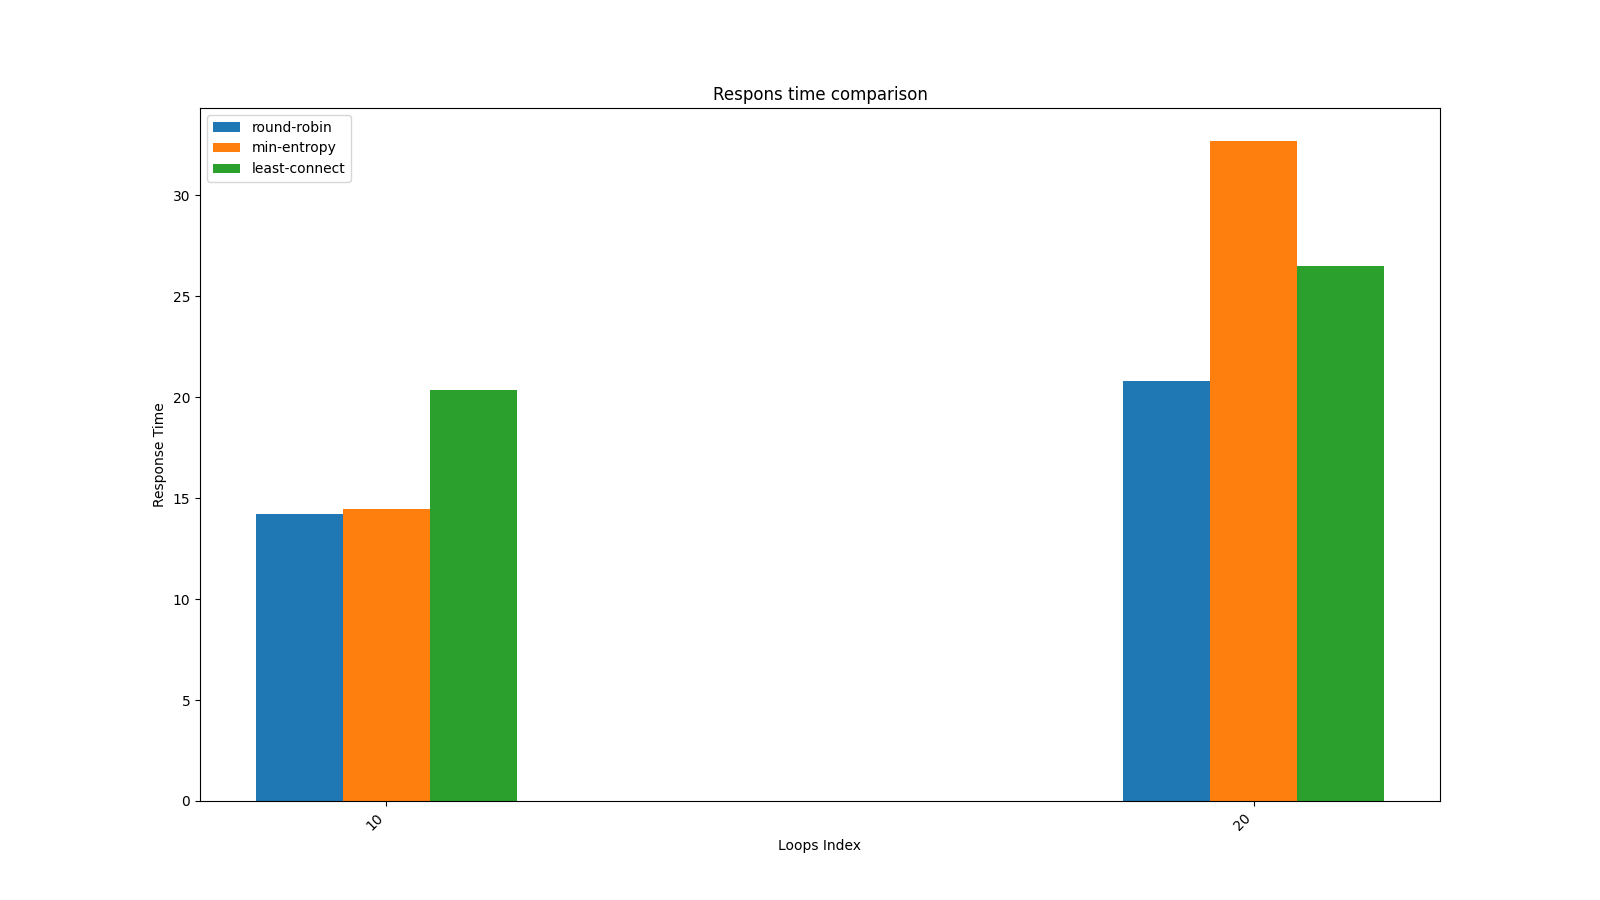 Respons time comparison
round-robin
min-entropy
least-connect
30
25
20
15
10
5
0
Response Time
10
20
Loops Index